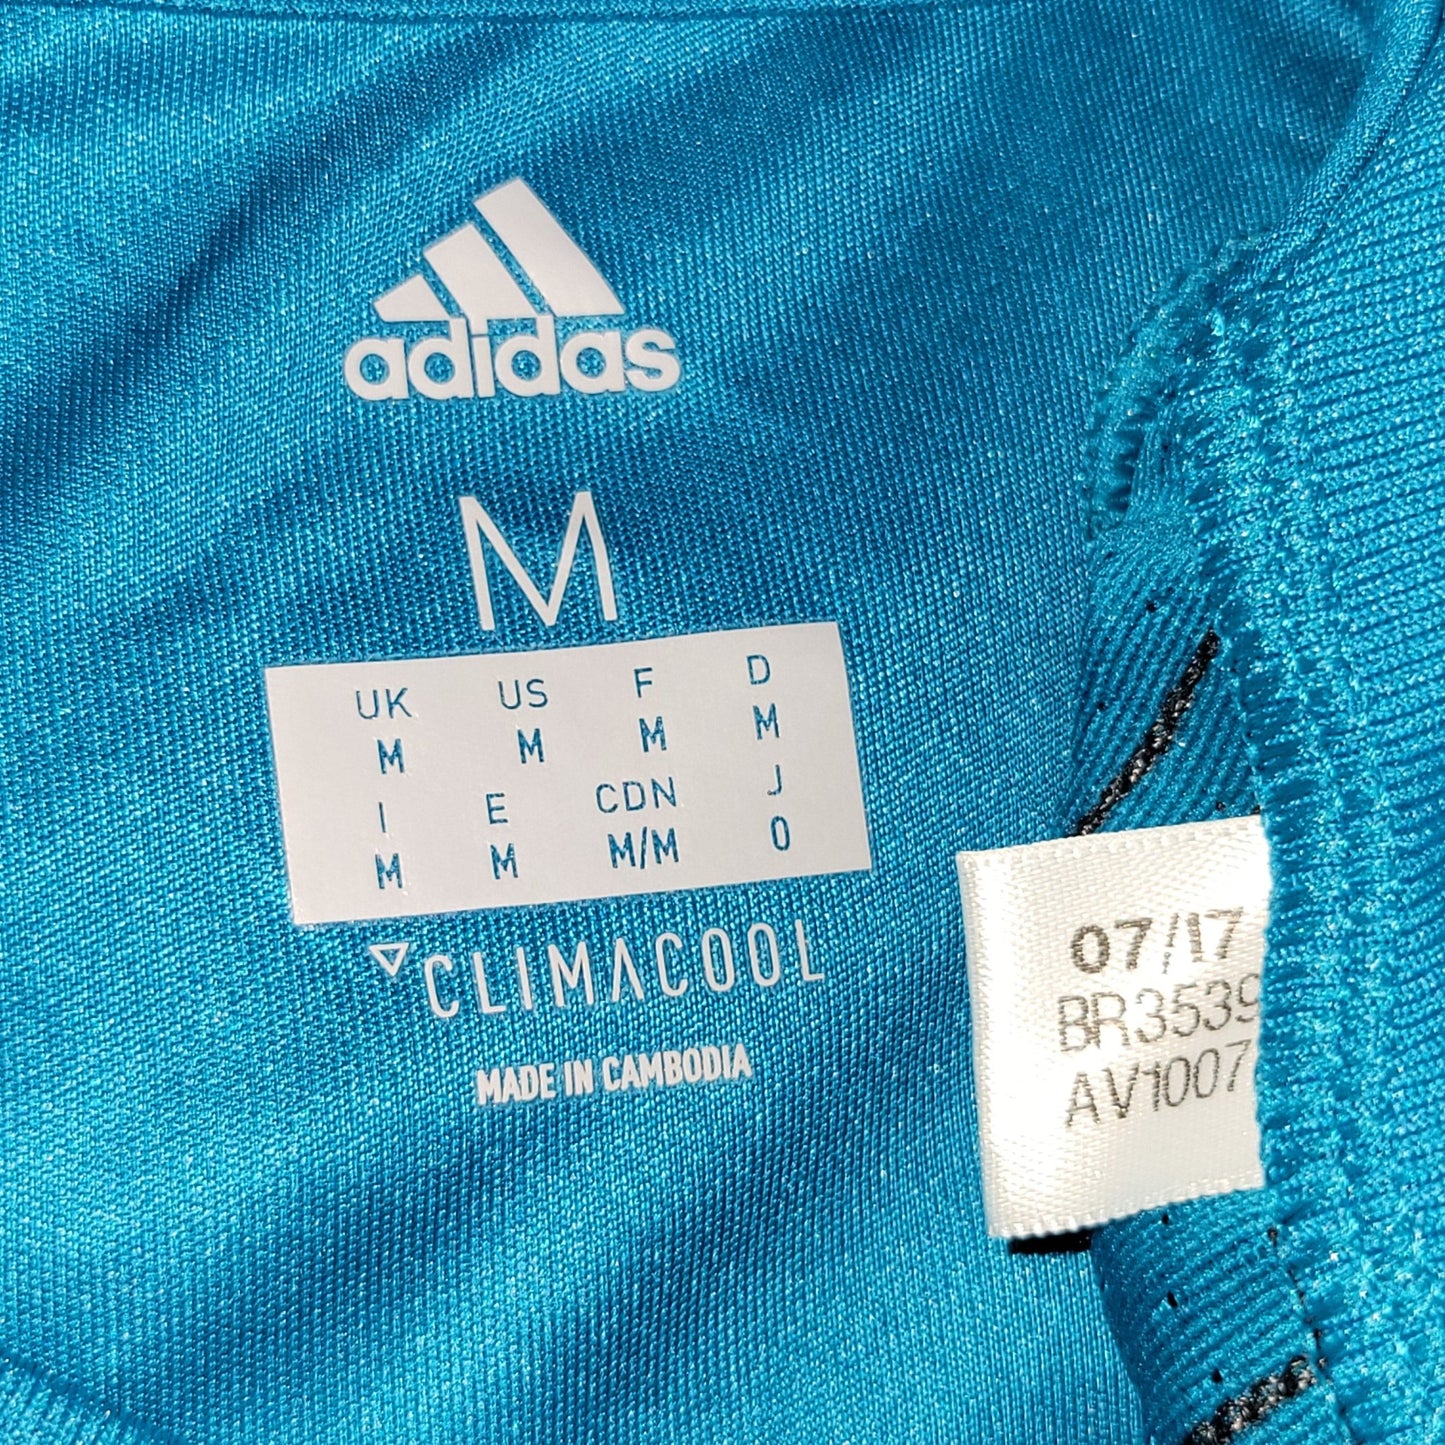 adidas
M
UK US F D
M M M M
I E CDN J
M M M/M O
CLIMACOOL
MADE IN CAMBODIA
07/17
BR3539
AV1007